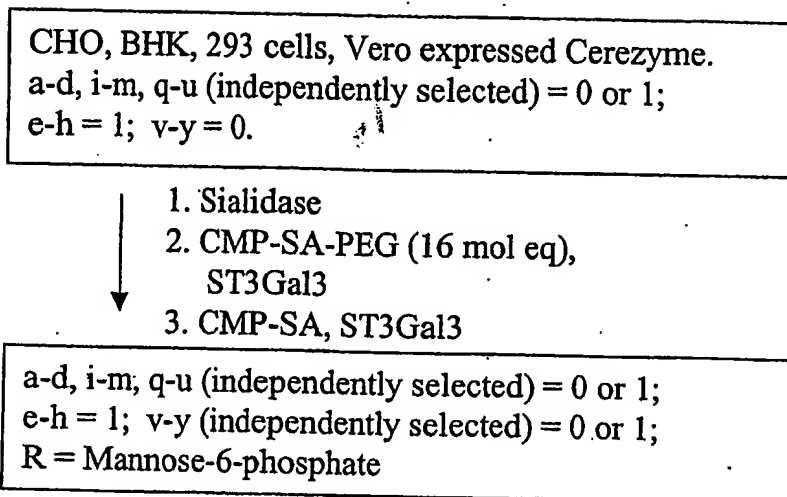 CHO, BHK, 293 cells, Vero expressed Cerezyme.
a-d, i-m, q-u (independently selected) = 0 or 1;
e-h = 1; v-y = 0.
1. Sialidase
2. CMP-SA-PEG (16 mol eq),
ST3Gal3
3. CMP-SA, ST3Gal3
a-d, i-m, q-u (independently selected) = 0 or 1;
e-h = 1; v-y (independently selected) = 0 or 1;
R = Mannose-6-phosphate